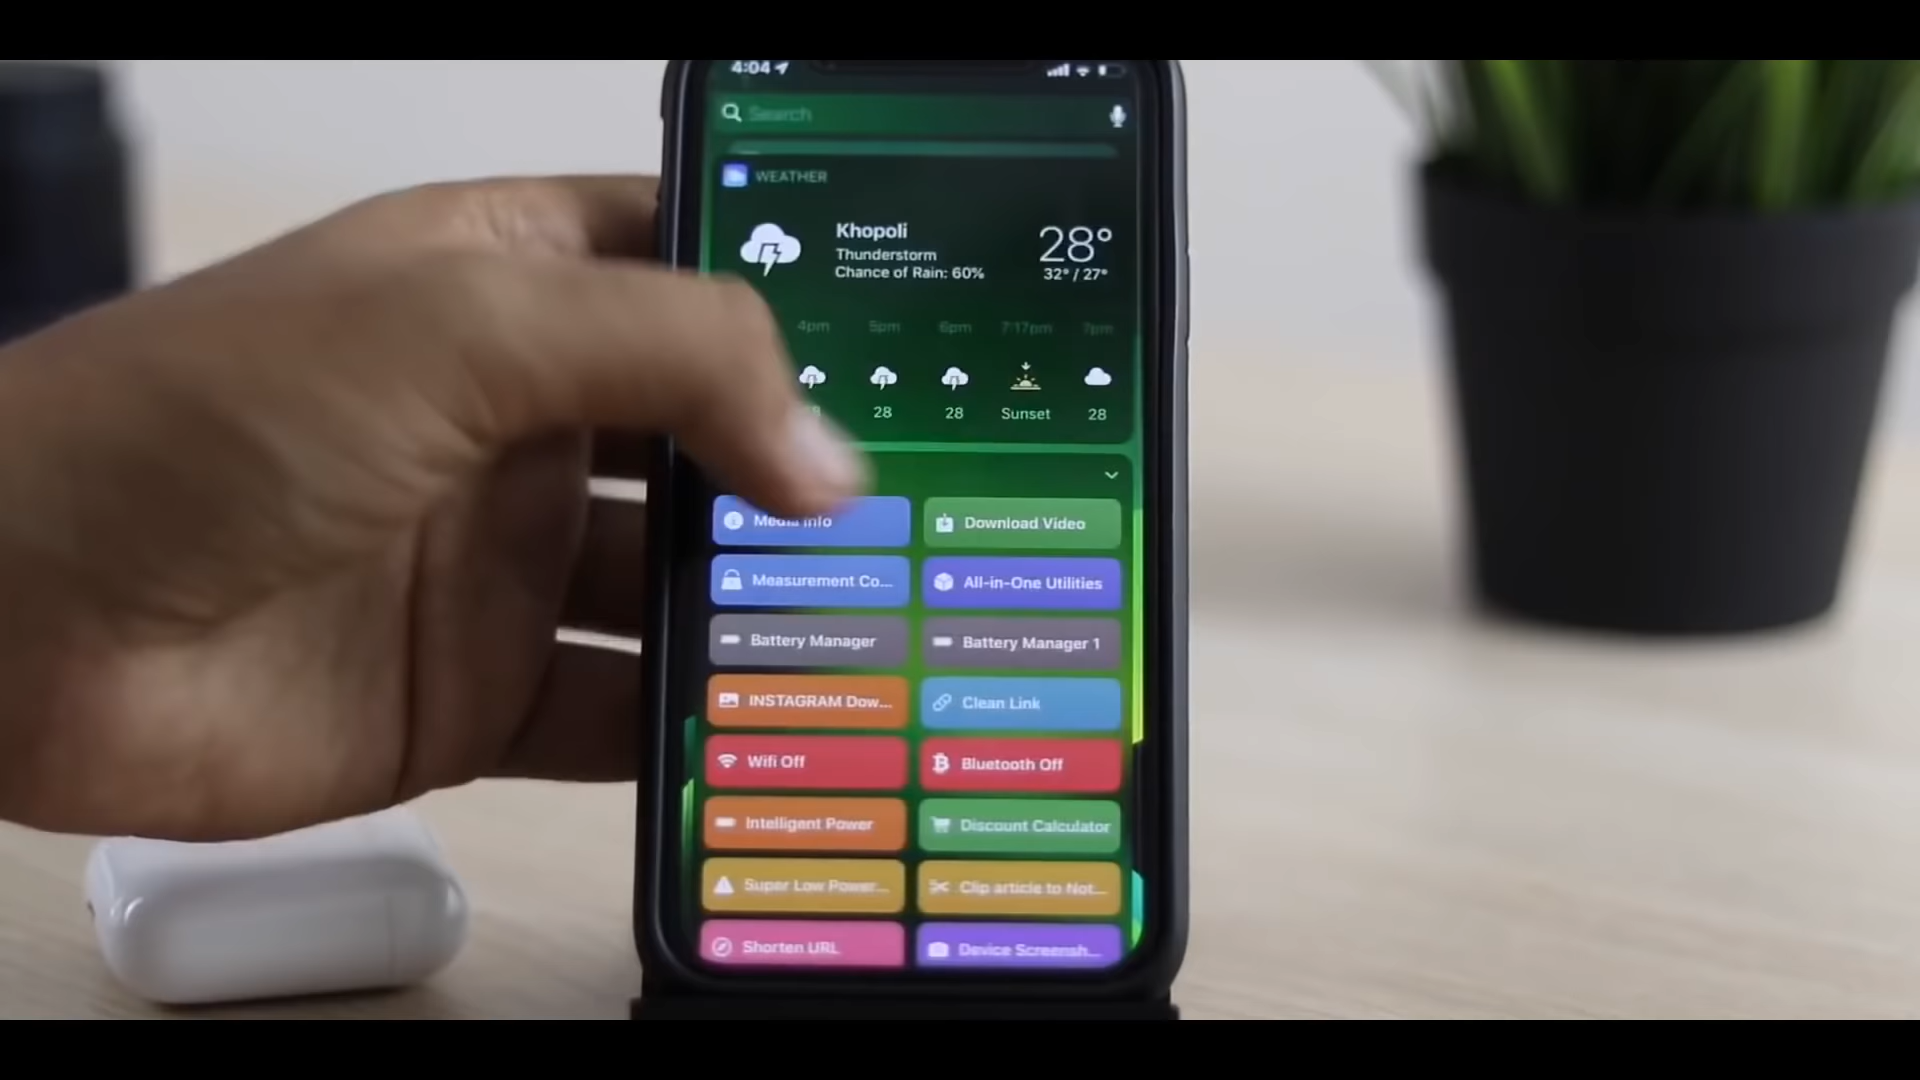 4:04
Search
WEATHER
Khopoli
28°
Thunderstorm
Chance of Rain: 60%
32° / 27°
4pm 5pm 6pm 7:17pm 7pm
28 28 Sunset 28
Media Info
Download Video
Measurement Co...
All-in-One Utilities
Battery Manager
Battery Manager 1
INSTAGRAM Dow...
Clean Link
Wifi Off
Bluetooth Off
Intelligent Power
Discount Calculator
Super Low Power...
Clip article to Not...
Shorten URL
Device Screensh...